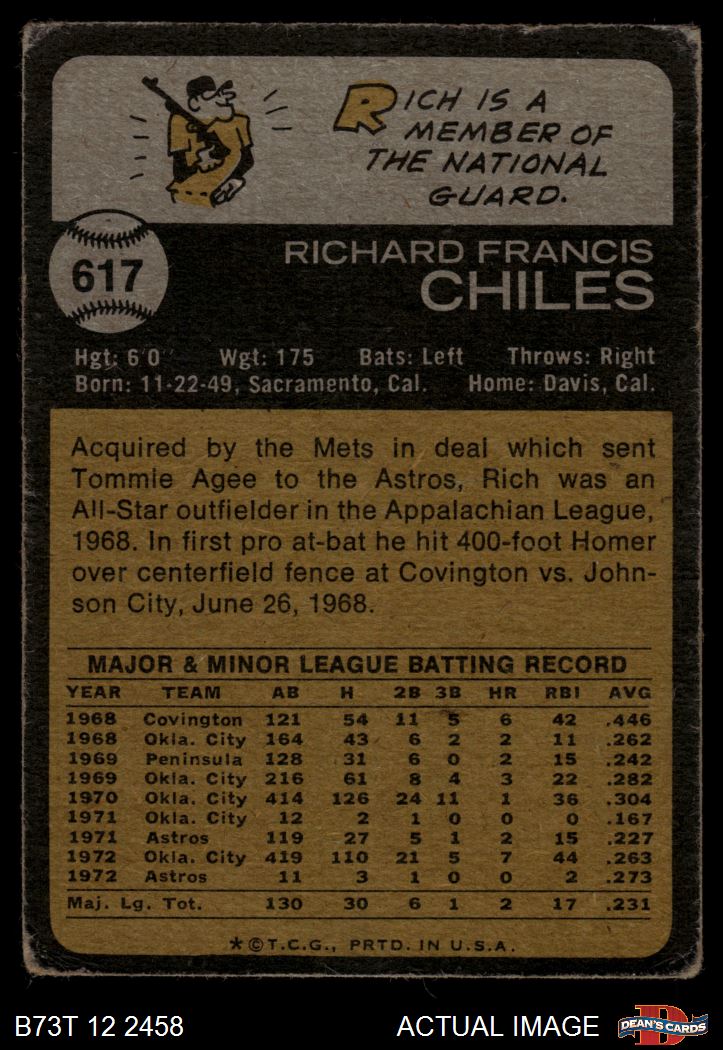 RICH IS A
MEMBER OF
THE NATIONAL
GUARD.
617
RICHARD FRANCIS
CHILES
Hgt: 6'0" Wgt: 175 Bats: Left Throws: Right
Born: 11-22-49, Sacramento, Cal. Home: Davis, Cal.
Acquired by the Mets in deal which sent
Tommie Agee to the Astros, Rich was an
All-Star outfielder in the Appalachian League,
1968. In first pro at-bat he hit 400-foot Homer
over centerfield fence at Covington vs. John-
son City, June 26, 1968.
MAJOR & MINOR LEAGUE BATTING RECORD
YEAR TEAM AB H 2B 3B HR RBI AVG
1968 Covington 121 54 11 5 6 42 .446
1968 Okla. City 164 43 6 2 2 11 .262
1969 Peninsula 128 31 6 0 2 15 .242
1969 Okla. City 216 61 8 4 3 22 .282
1970 Okla. City 414 126 24 11 1 36 .304
1971 Okla. City 12 2 1 0 0 0 .167
1971 Astros 119 27 5 1 2 15 .227
1972 Okla. City 419 110 21 5 7 44 .263
1972 Astros 11 3 1 0 0 2 .273
Maj. Lg. Tot. 130 30 6 1 2 17 .231
*©T.C.G., PRTD. IN U.S.A.
B73T 12 2458 ACTUAL IMAGE DEAN'S CARDS